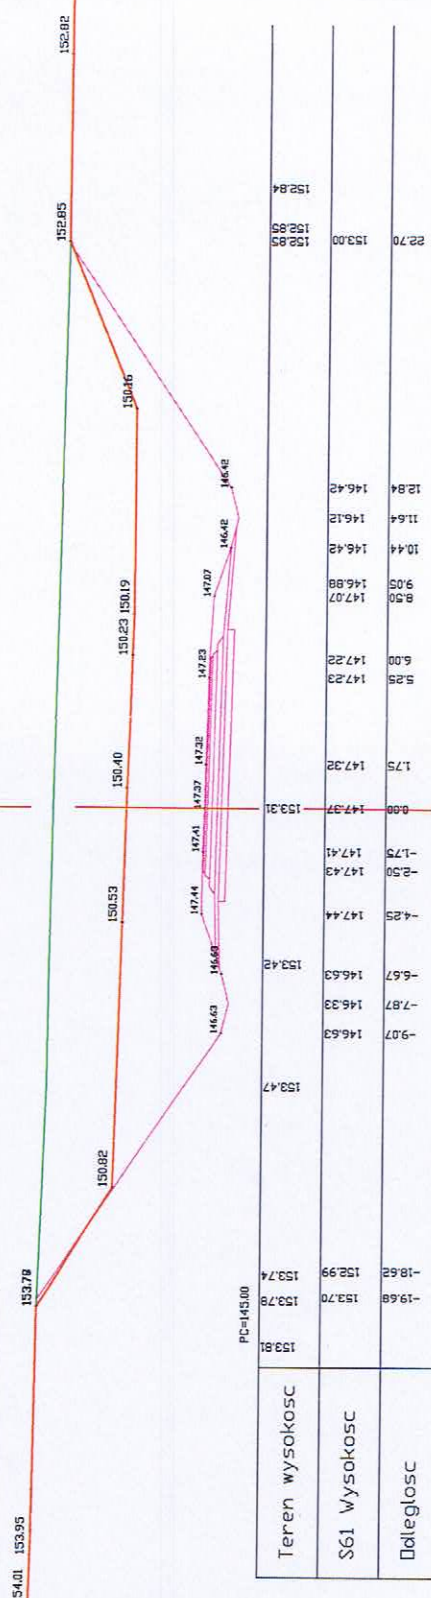 54.01 153.95 153.78 150.82 146.63 146.63 147.44 150.53 147.41 147.37 150.40 147.32 147.23 150.23 150.19 147.07 146.42 146.42 150.16 152.85 152.82
PC=145.00
Teren wysokosc 153.81 153.78 153.74 153.47 153.42 153.31 152.85 152.85 152.84
S61 Wysokosc 153.70 152.99 146.63 146.33 146.63 147.44 147.43 147.41 147.37 147.32 147.23 147.22 147.07 146.88 146.42 146.12 146.42 153.00
Odleglosc -19.68 -18.62 -9.07 -7.87 -6.67 -4.25 -2.50 -1.75 0.00 1.75 5.25 6.00 8.50 9.05 10.44 11.64 12.84 22.70